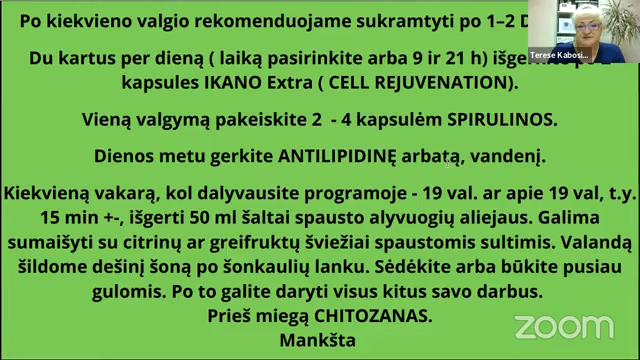 Po kiekvieno valgio rekomenduojame sukramtyti po 1–2 D
Terese Kabosi...
Du kartus per dieną ( laiką pasirinkite arba 9 ir 21 h)
kapsules IKANO Extra ( CELL REJUVENATION).
Vieną valgymą pakeiskite 2 - 4 kapsulėm SPIRULINOS.
Dienos metu gerkite ANTILIPIDINĘ arbatą, vandenį.
Kiekvieną vakarą, kol dalyvausite programoje - 19 val. ar apie 19 val, t.y.
15 min +-, išgerti 50 ml šaltai spausto alyvuogių aliejaus. Galima
sumaišyti su citrinų ar greifruktų šviežiai spaustomis sultimis. Valandą
šildome dešinį šoną po šonkaulių lanku. Sėdėkite arba būkite pusiau
gulomis. Po to galite daryti visus kitus savo darbus.
Prieš miegą CHITOZANAS.
Mankšta
zoom